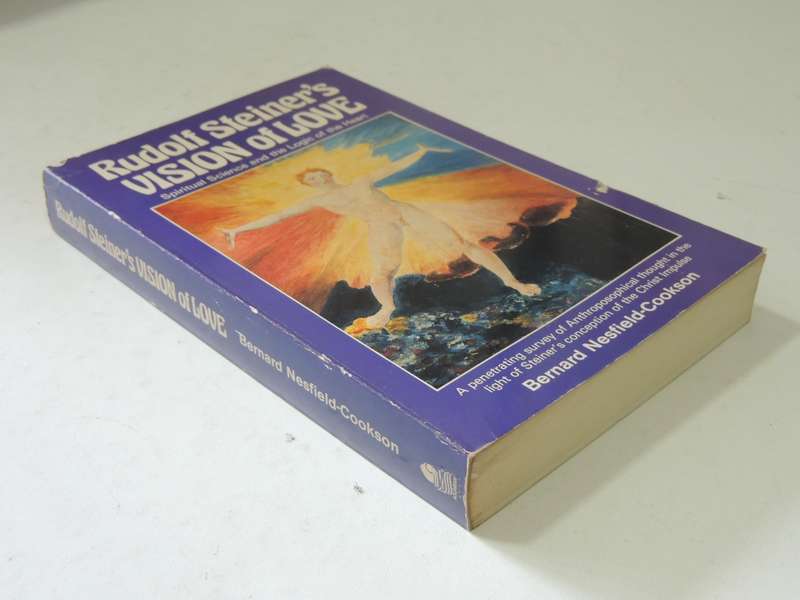 Rudolf Steiner's
VISION of LOVE
Spiritual Science and the Logic of the Heart
A penetrating survey of Anthroposophical thought in the
light of Steiner's conception of the Christ Impulse
Bernard Nesfield-Cookson
Rudolf Steiner's VISION of LOVE Bernard Nesfield-Cookson